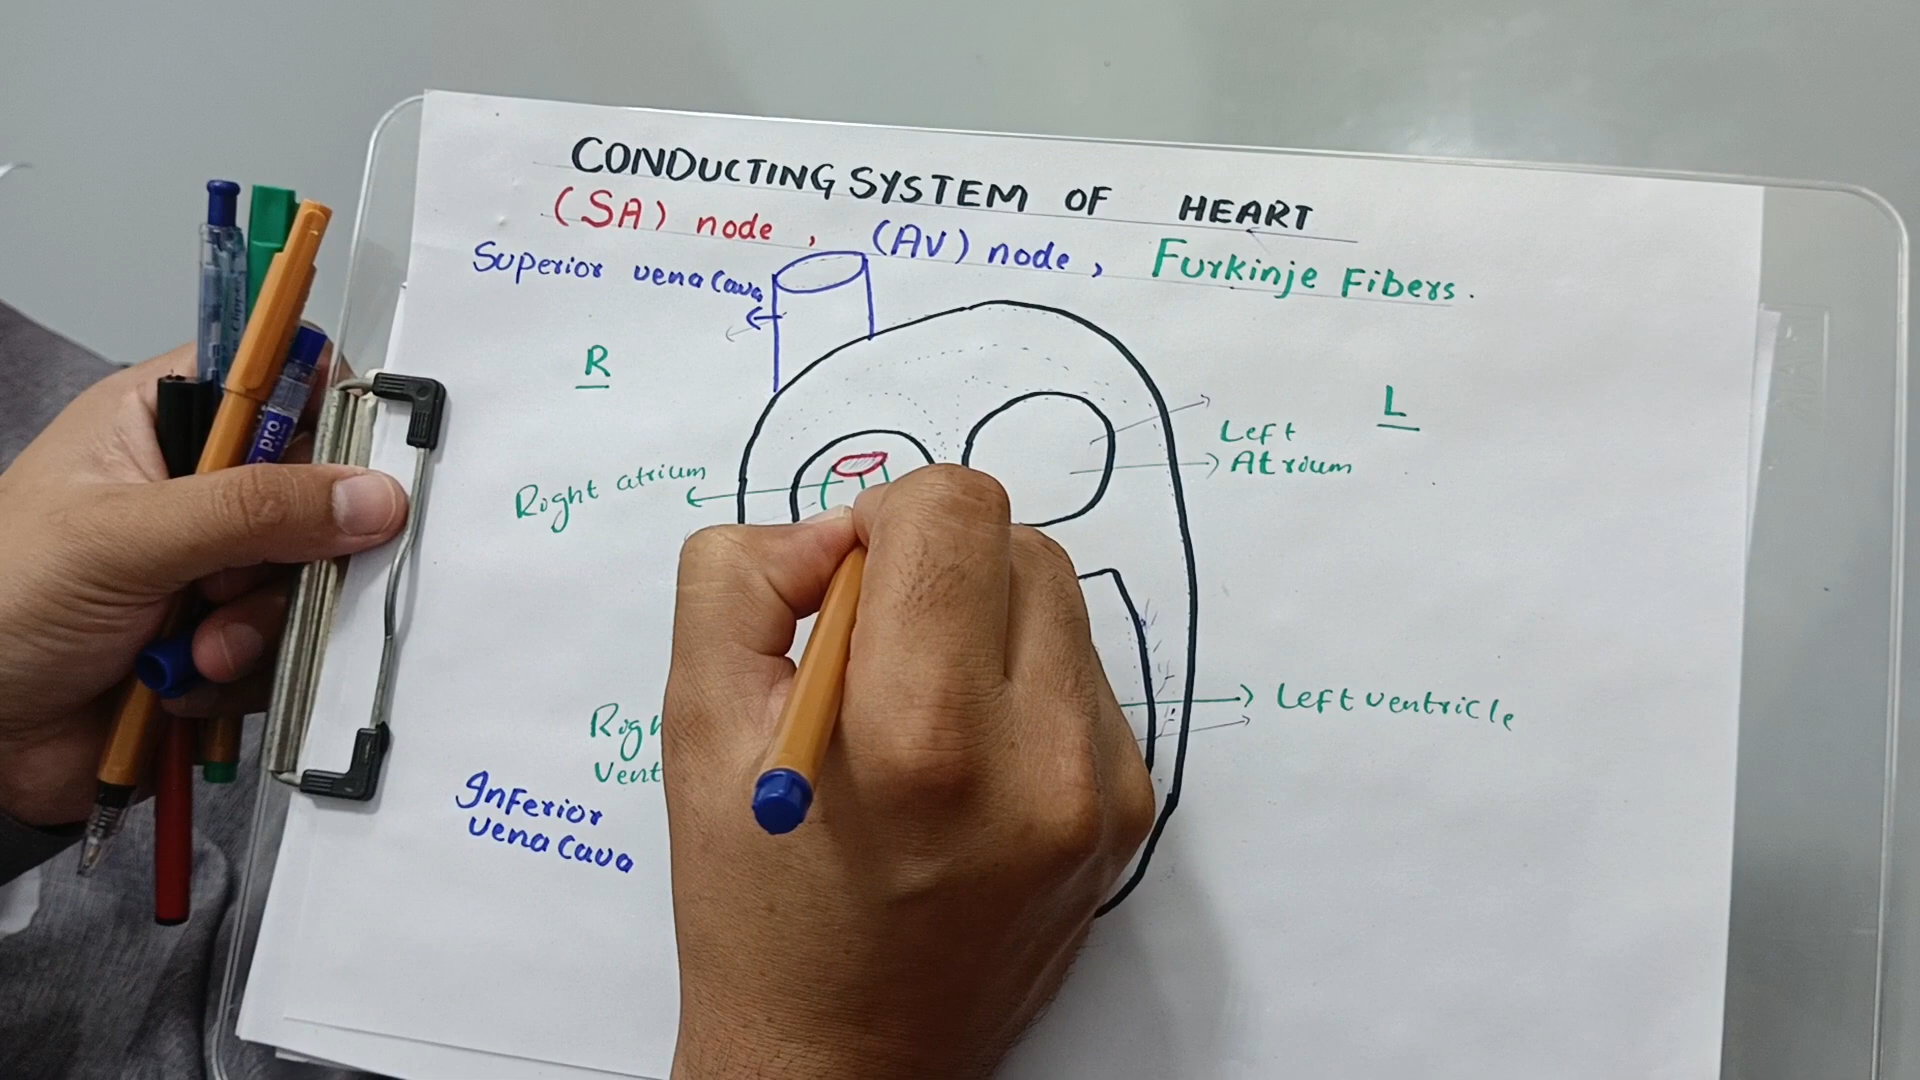 CONDUCTING SYSTEM OF HEART
(SA) node, (AV) node, Furkinje Fibers.
Superior vena Cava
R
L
Left
Atrium
Right atrium
Left ventricle
Inferior
vena Cava
pro